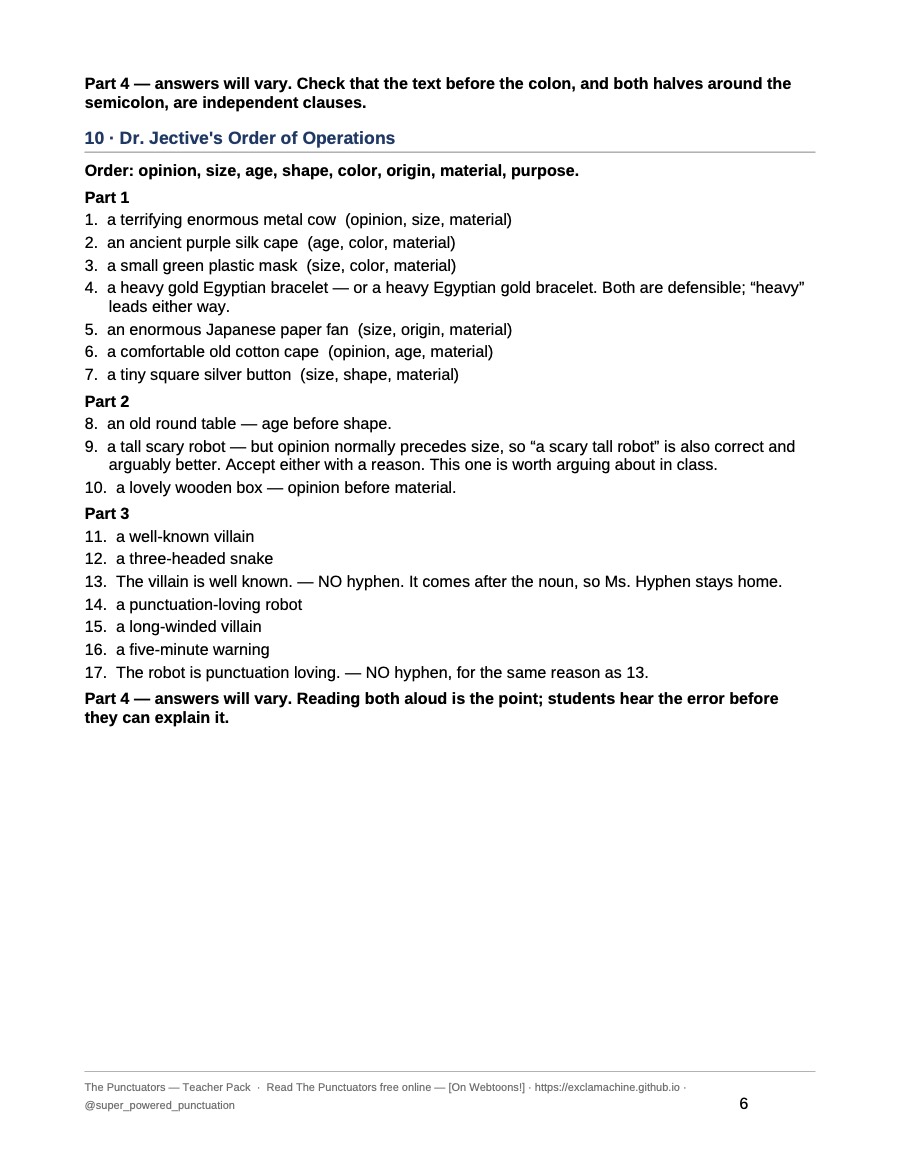 Part 4 — answers will vary. Check that the text before the colon, and both halves around the
semicolon, are independent clauses.
10 · Dr. Jective's Order of Operations
Order: opinion, size, age, shape, color, origin, material, purpose.
Part 1
1. a terrifying enormous metal cow (opinion, size, material)
2. an ancient purple silk cape (age, color, material)
3. a small green plastic mask (size, color, material)
4. a heavy gold Egyptian bracelet — or a heavy Egyptian gold bracelet. Both are defensible; “heavy”
leads either way.
5. an enormous Japanese paper fan (size, origin, material)
6. a comfortable old cotton cape (opinion, age, material)
7. a tiny square silver button (size, shape, material)
Part 2
8. an old round table — age before shape.
9. a tall scary robot — but opinion normally precedes size, so “a scary tall robot” is also correct and
arguably better. Accept either with a reason. This one is worth arguing about in class.
10. a lovely wooden box — opinion before material.
Part 3
11. a well-known villain
12. a three-headed snake
13. The villain is well known. — NO hyphen. It comes after the noun, so Ms. Hyphen stays home.
14. a punctuation-loving robot
15. a long-winded villain
16. a five-minute warning
17. The robot is punctuation loving. — NO hyphen, for the same reason as 13.
Part 4 — answers will vary. Reading both aloud is the point; students hear the error before
they can explain it.
The Punctuators — Teacher Pack · Read The Punctuators free online — [On Webtoons!] · https://exclamachine.github.io ·
@super_powered_punctuation 6